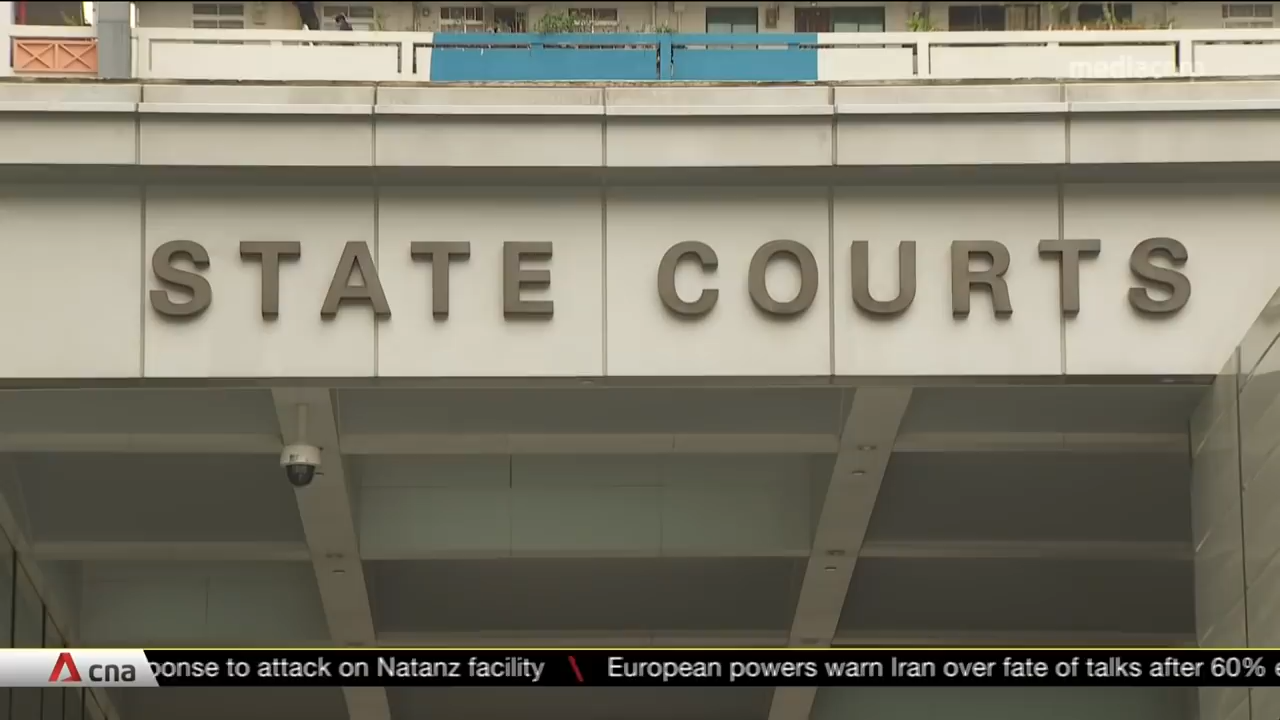 mediacorp
STATE COURTS
cna
ponse to attack on Natanz facility \ European powers warn Iran over fate of talks after 60% e